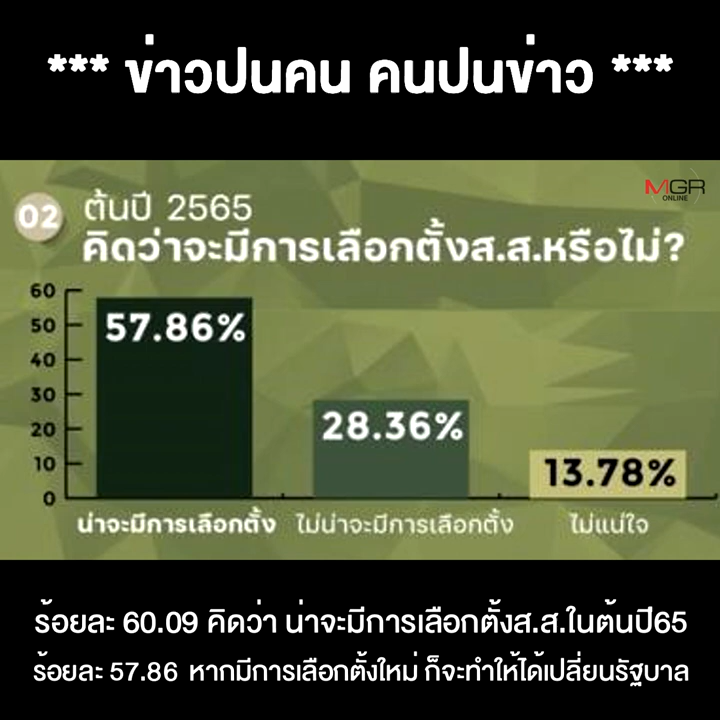 *** ข่าวปนคน คนปนข่าว ***
MGR
ONLINE
02 ต้นปี 2565
คิดว่าจะมีการเลือกตั้งส.ส.หรือไม่?
60
50
40
30
20
10
0
57.86%
28.36%
13.78%
น่าจะมีการเลือกตั้ง ไม่น่าจะมีการเลือกตั้ง ไม่แน่ใจ
ร้อยละ 60.09 คิดว่า น่าจะมีการเลือกตั้งส.ส.ในต้นปี65
ร้อยละ 57.86 หากมีการเลือกตั้งใหม่ ก็จะทำให้ได้เปลี่ยนรัฐบาล